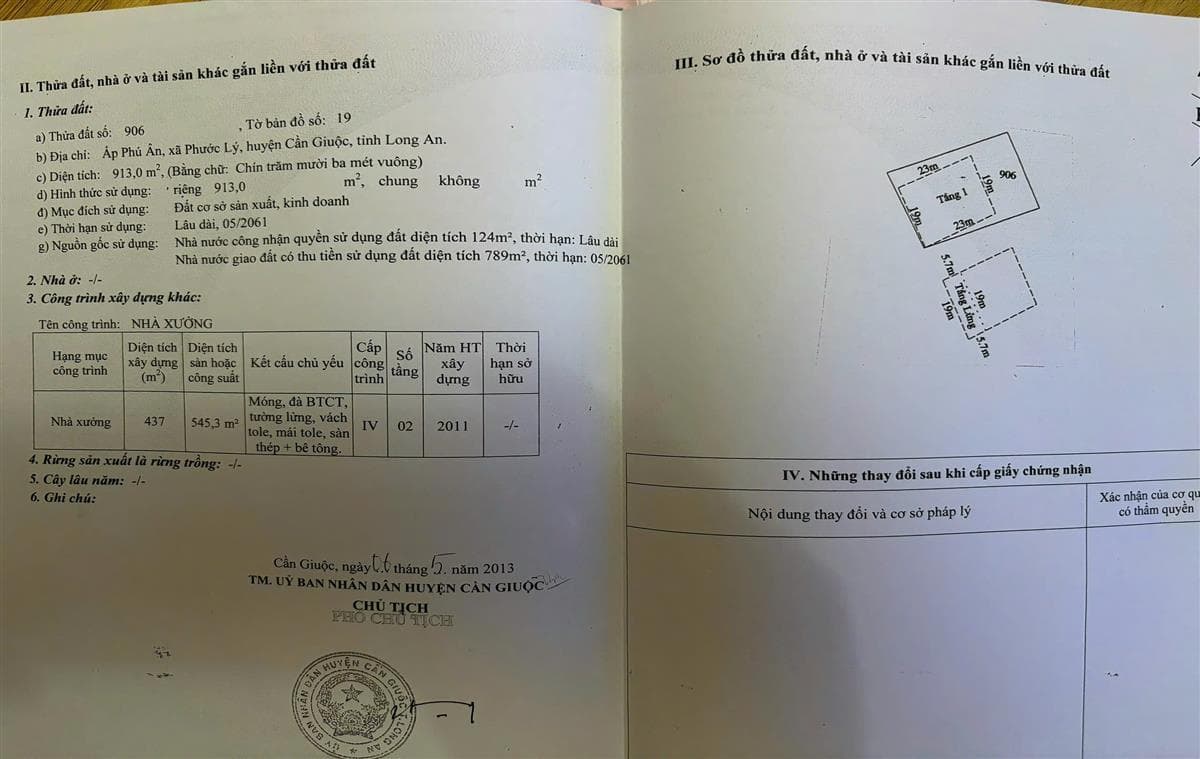 II. Thửa đất, nhà ở và tài sản khác gắn liền với thửa đất
1. Thửa đất:
a) Thửa đất số: 906 , Tờ bản đồ số: 19
b) Địa chỉ: Ấp Phú Ân, xã Phước Lý, huyện Cần Giuộc, tỉnh Long An.
c) Diện tích: 913,0 m², (Bằng chữ: Chín trăm mười ba mét vuông)
d) Hình thức sử dụng: riêng 913,0 m², chung không m²
đ) Mục đích sử dụng: Đất cơ sở sản xuất, kinh doanh
e) Thời hạn sử dụng: Lâu dài, 05/2061
g) Nguồn gốc sử dụng: Nhà nước công nhận quyền sử dụng đất diện tích 124m², thời hạn: Lâu dài
Nhà nước giao đất có thu tiền sử dụng đất diện tích 789m², thời hạn: 05/2061
2. Nhà ở: -/-
3. Công trình xây dựng khác:
Tên công trình: NHÀ XƯỞNG
Hạng mục công trình
Diện tích xây dựng (m²)
Diện tích sàn hoặc công suất
Kết cấu chủ yếu
Cấp công trình
Số tầng
Năm HT xây dựng
Thời hạn sở hữu
Nhà xưởng
437
545,3 m²
Móng, đà BTCT,
tường lửng, vách
tole, mái tole, sàn
thép + bê tông.
IV
02
2011
-/-
4. Rừng sản xuất là rừng trồng: -/-
5. Cây lâu năm: -/-
6. Ghi chú:
Cần Giuộc, ngày 06 tháng 5. năm 2013
TM. UỶ BAN NHÂN DÂN HUYỆN CẦN GIUỘC
CHỦ TỊCH
PHÓ CHỦ TỊCH
ỦY BAN NHÂN DÂN HUYỆN CẦN GIUỘC T. LONG AN
III. Sơ đồ thửa đất, nhà ở và tài sản khác gắn liền với thửa đất
23m
906
19m
Tầng 1
19m
23m
5.7m
19m
Tầng Lửng
19m
5.7m
IV. Những thay đổi sau khi cấp giấy chứng nhận
Nội dung thay đổi và cơ sở pháp lý
Xác nhận của cơ qu
có thẩm quyền